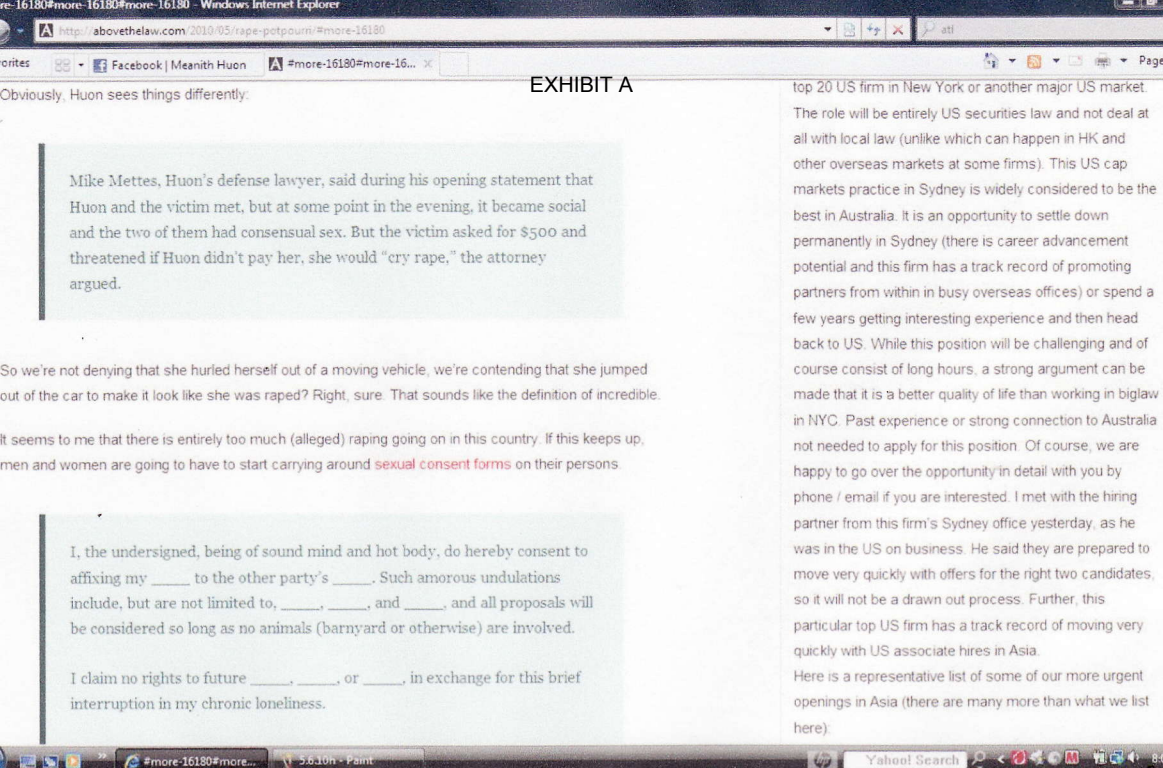 re-16180#more-16180#more-16180 - Windows Internet Explorer
http://abovethelaw.com/2010/05/rape-potpourri/#more-16180
atl
orites
Facebook | Meanith Huon
#more-16180#more-16...
Page
EXHIBIT A
Obviously, Huon sees things differently:
Mike Mettes, Huon's defense lawyer, said during his opening statement that
Huon and the victim met, but at some point in the evening, it became social
and the two of them had consensual sex. But the victim asked for $500 and
threatened if Huon didn't pay her, she would "cry rape," the attorney
argued.
So we're not denying that she hurled herself out of a moving vehicle, we're contending that she jumped
out of the car to make it look like she was raped? Right, sure. That sounds like the definition of incredible.
It seems to me that there is entirely too much (alleged) raping going on in this country. If this keeps up,
men and women are going to have to start carrying around sexual consent forms on their persons.
I, the undersigned, being of sound mind and hot body, do hereby consent to
affixing my _____ to the other party's _____. Such amorous undulations
include, but are not limited to, _____, _____, and _____, and all proposals will
be considered so long as no animals (barnyard or otherwise) are involved.
I claim no rights to future _____, _____, or _____, in exchange for this brief
interruption in my chronic loneliness.
top 20 US firm in New York or another major US market.
The role will be entirely US securities law and not deal at
all with local law (unlike which can happen in HK and
other overseas markets at some firms). This US cap
markets practice in Sydney is widely considered to be the
best in Australia. It is an opportunity to settle down
permanently in Sydney (there is career advancement
potential and this firm has a track record of promoting
partners from within in busy overseas offices) or spend a
few years getting interesting experience and then head
back to US. While this position will be challenging and of
course consist of long hours, a strong argument can be
made that it is a better quality of life than working in biglaw
in NYC. Past experience or strong connection to Australia
not needed to apply for this position. Of course, we are
happy to go over the opportunity in detail with you by
phone / email if you are interested. I met with the hiring
partner from this firm's Sydney office yesterday, as he
was in the US on business. He said they are prepared to
move very quickly with offers for the right two candidates,
so it will not be a drawn out process. Further, this
particular top US firm has a track record of moving very
quickly with US associate hires in Asia.
Here is a representative list of some of our more urgent
openings in Asia (there are many more than what we list
here):
#more-16180#more...
5.6.10h - Paint
hp
Yahoo! Search
8: